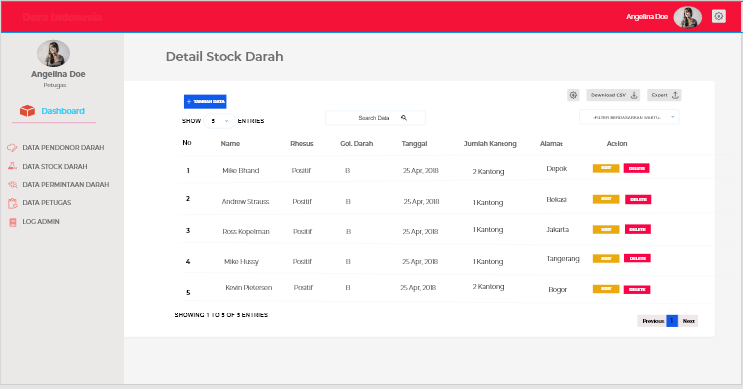 Dora Indonesia
Angelina Doe
Angelina Doe
Petugas
Dashboard
DATA PENDONOR DARAH
DATA STOCK DARAH
DATA PERMINTAAN DARAH
DATA PETUGAS
LOG ADMIN
Detail Stock Darah
+ TAMBAH DATA
Download CSV
Export
SHOW 5 ENTRIES
Search Data
-FILTER BERDASARKAN WAKTU-
No Name Rhesus Gol. Darah Tanggal Jumlah Kantong Alamat Action
1 Mike Bhand Positif B 25 Apr, 2018 2 Kantong Depok EDIT DELETE
2 Andrew Strauss Positif B 25 Apr, 2018 1 Kantong Bekasi EDIT DELETE
3 Ross Kopelman Positif B 25 Apr, 2018 1 Kantong Jakarta EDIT DELETE
4 Mike Hussy Positif B 25 Apr, 2018 1 Kantong Tangerang EDIT DELETE
5 Kevin Pietersen Positif B 25 Apr, 2018 2 Kantong Bogor EDIT DELETE
SHOWING 1 TO 5 OF 5 ENTRIES
Previous 1 Next